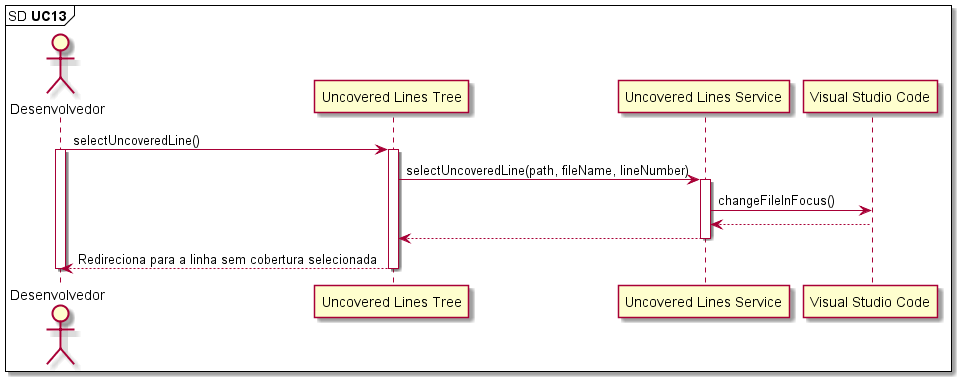 SD UC13
Desenvolvedor
Uncovered Lines Tree
Uncovered Lines Service
Visual Studio Code
selectUncoveredLine()
selectUncoveredLine(path, fileName, lineNumber)
changeFileInFocus()
Redireciona para a linha sem cobertura selecionada
Desenvolvedor
Uncovered Lines Tree
Uncovered Lines Service
Visual Studio Code